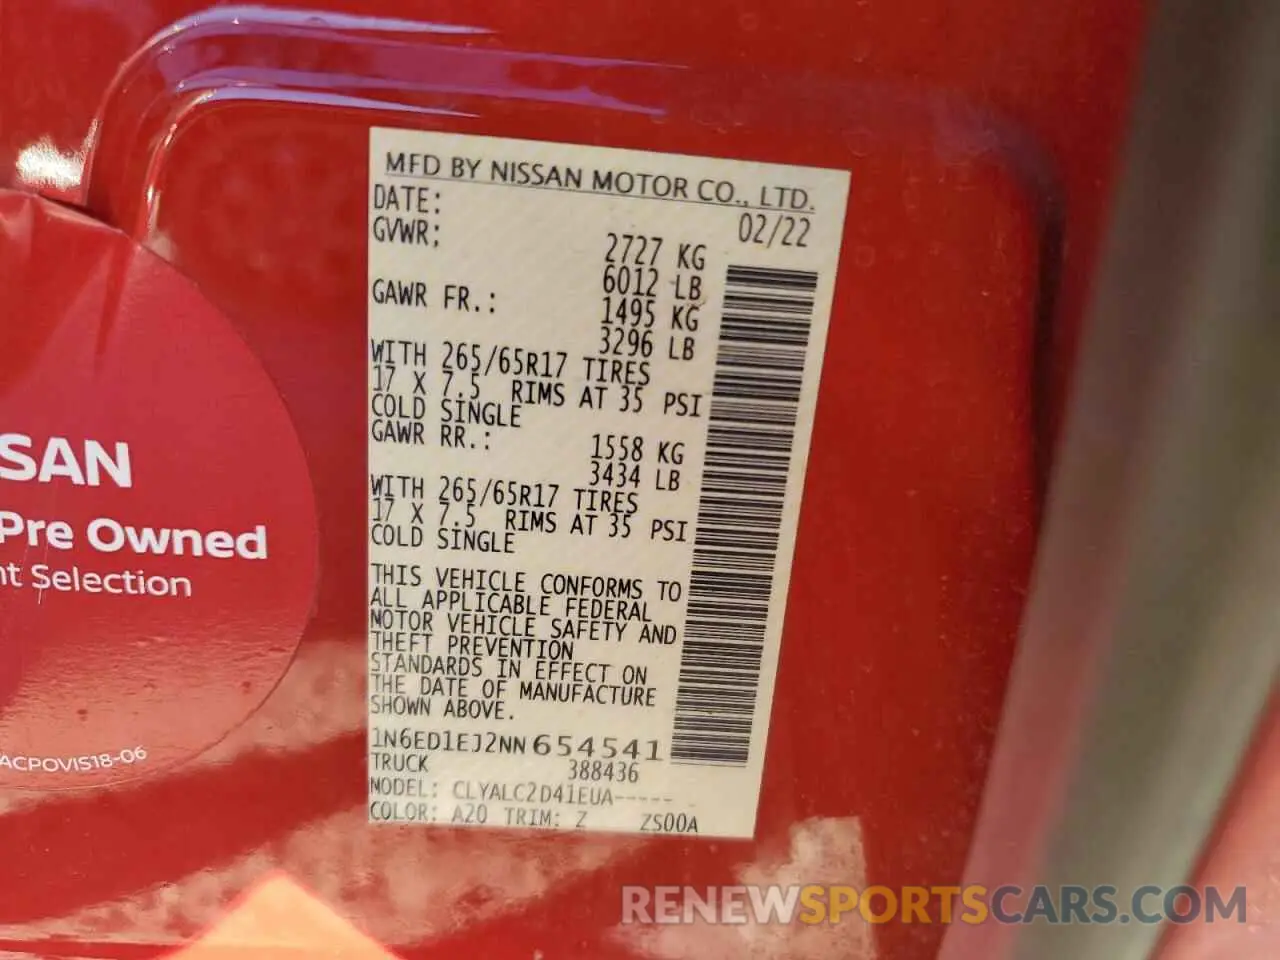 MFD BY NISSAN MOTOR CO., LTD.
DATE: 02/22
GVWR: 2727 KG
6012 LB
GAWR FR.: 1495 KG
3296 LB
WITH 265/65R17 TIRES
17 X 7.5 RIMS AT 35 PSI
COLD SINGLE
GAWR RR.: 1558 KG
3434 LB
WITH 265/65R17 TIRES
17 X 7.5 RIMS AT 35 PSI
COLD SINGLE
THIS VEHICLE CONFORMS TO
ALL APPLICABLE FEDERAL
MOTOR VEHICLE SAFETY AND
THEFT PREVENTION
STANDARDS IN EFFECT ON
THE DATE OF MANUFACTURE
SHOWN ABOVE.
1N6ED1EJ2NN654541
TRUCK 388436
MODEL: CLYALC2D41EUA-----
COLOR: A20 TRIM: Z ZS00A
SSAN
Pre Owned
nt Selection
ACPOVIS18-06
RENEWSPORTSCARS.COM